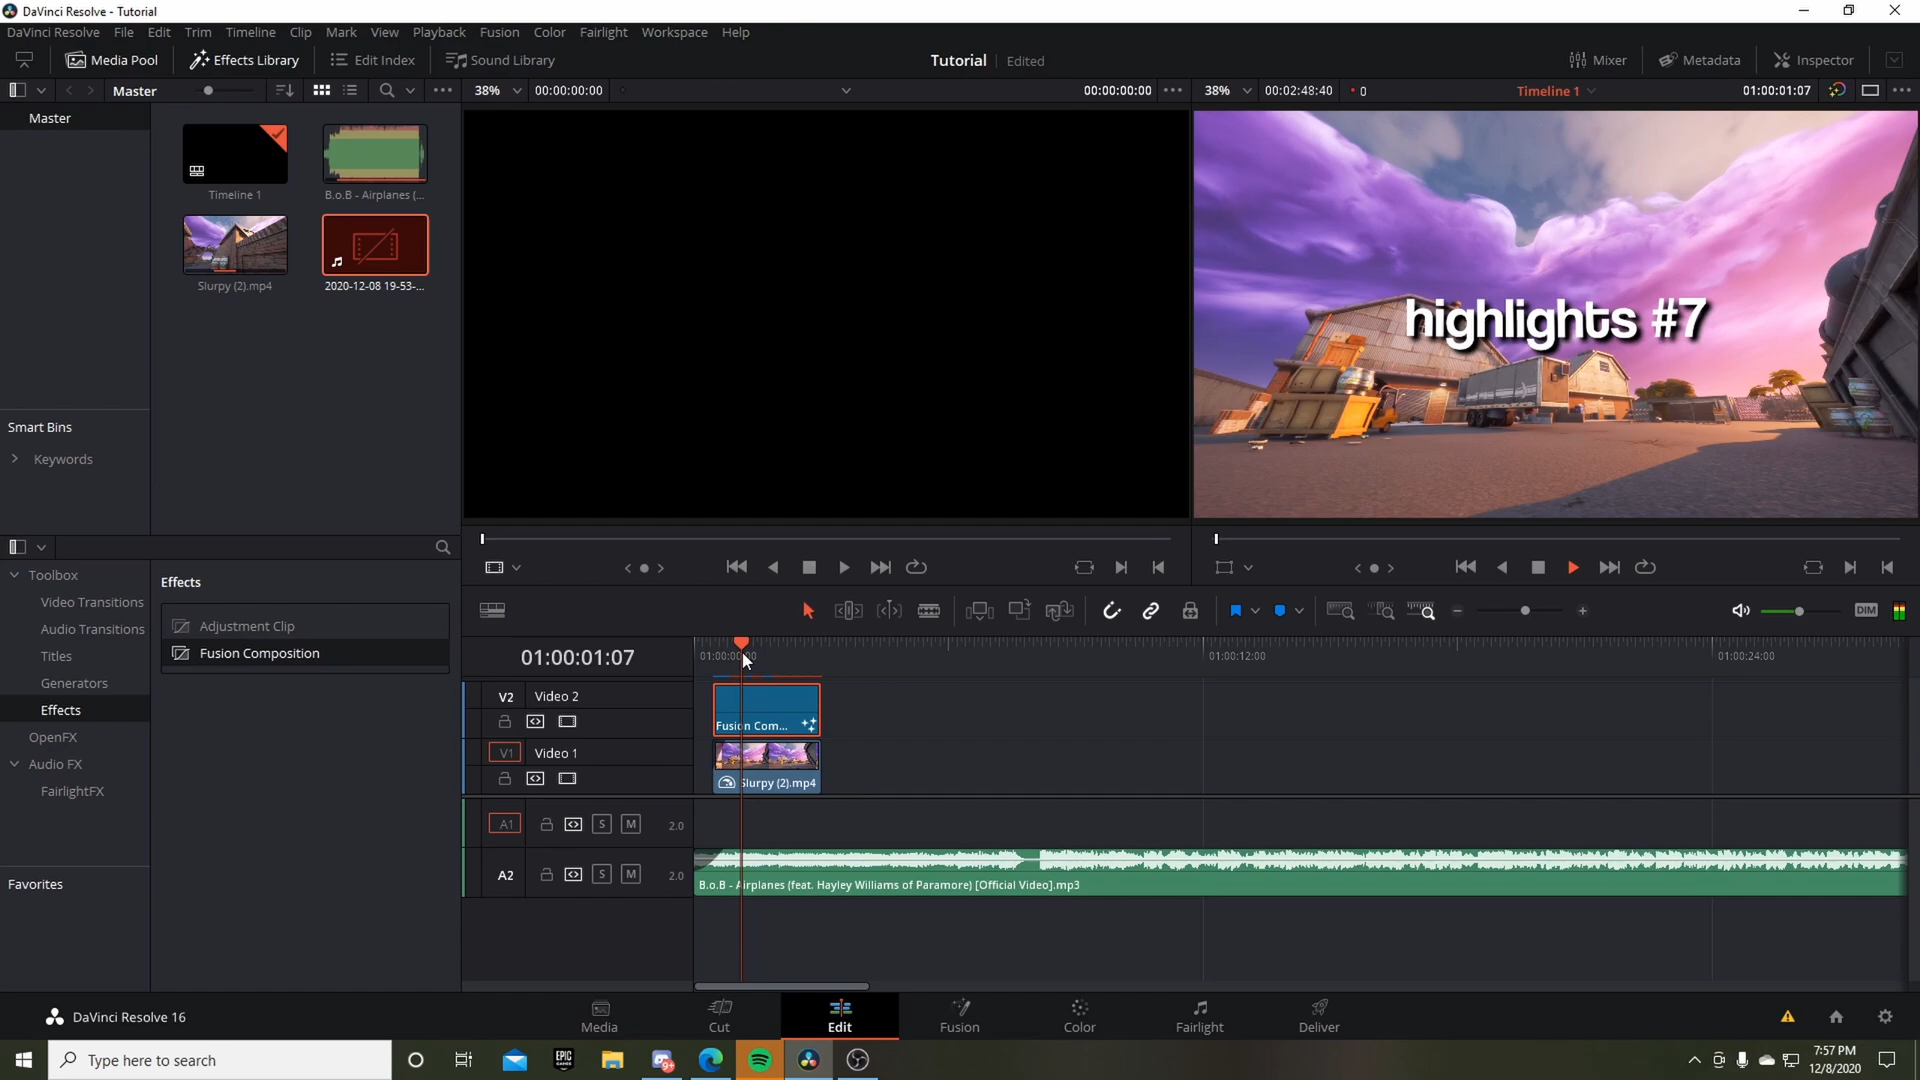 DaVinci Resolve - Tutorial
DaVinci Resolve File Edit Trim Timeline Clip Mark View Playback Fusion Color Fairlight Workspace Help
Media Pool Effects Library Edit Index Sound Library Tutorial Edited Mixer Metadata Inspector
Master 38% 00:00:00:00 00:00:00:00 38% 00:02:48:40 0 Timeline 1 01:00:01:07
Master
Timeline 1 B.o.B - Airplanes (...
Slurpy (2).mp4 2020-12-08 19-53-...
highlights #7
Smart Bins
Keywords
Toolbox
Video Transitions
Audio Transitions
Titles
Generators
Effects
OpenFX
Audio FX
FairlightFX
Favorites
Effects
Adjustment Clip
Fusion Composition
DIM
01:00:01:07 01:00:00:00 01:00:12:00 01:00:24:00
V2 Video 2
Fusion Com...
V1 Video 1
Slurpy (2).mp4
A1 S M 2.0
A2 S M 2.0
B.o.B - Airplanes (feat. Hayley Williams of Paramore) [Official Video].mp3
DaVinci Resolve 16
Media Cut Edit Fusion Color Fairlight Deliver
Type here to search
EPIC GAMES
9+
7:57 PM
12/8/2020